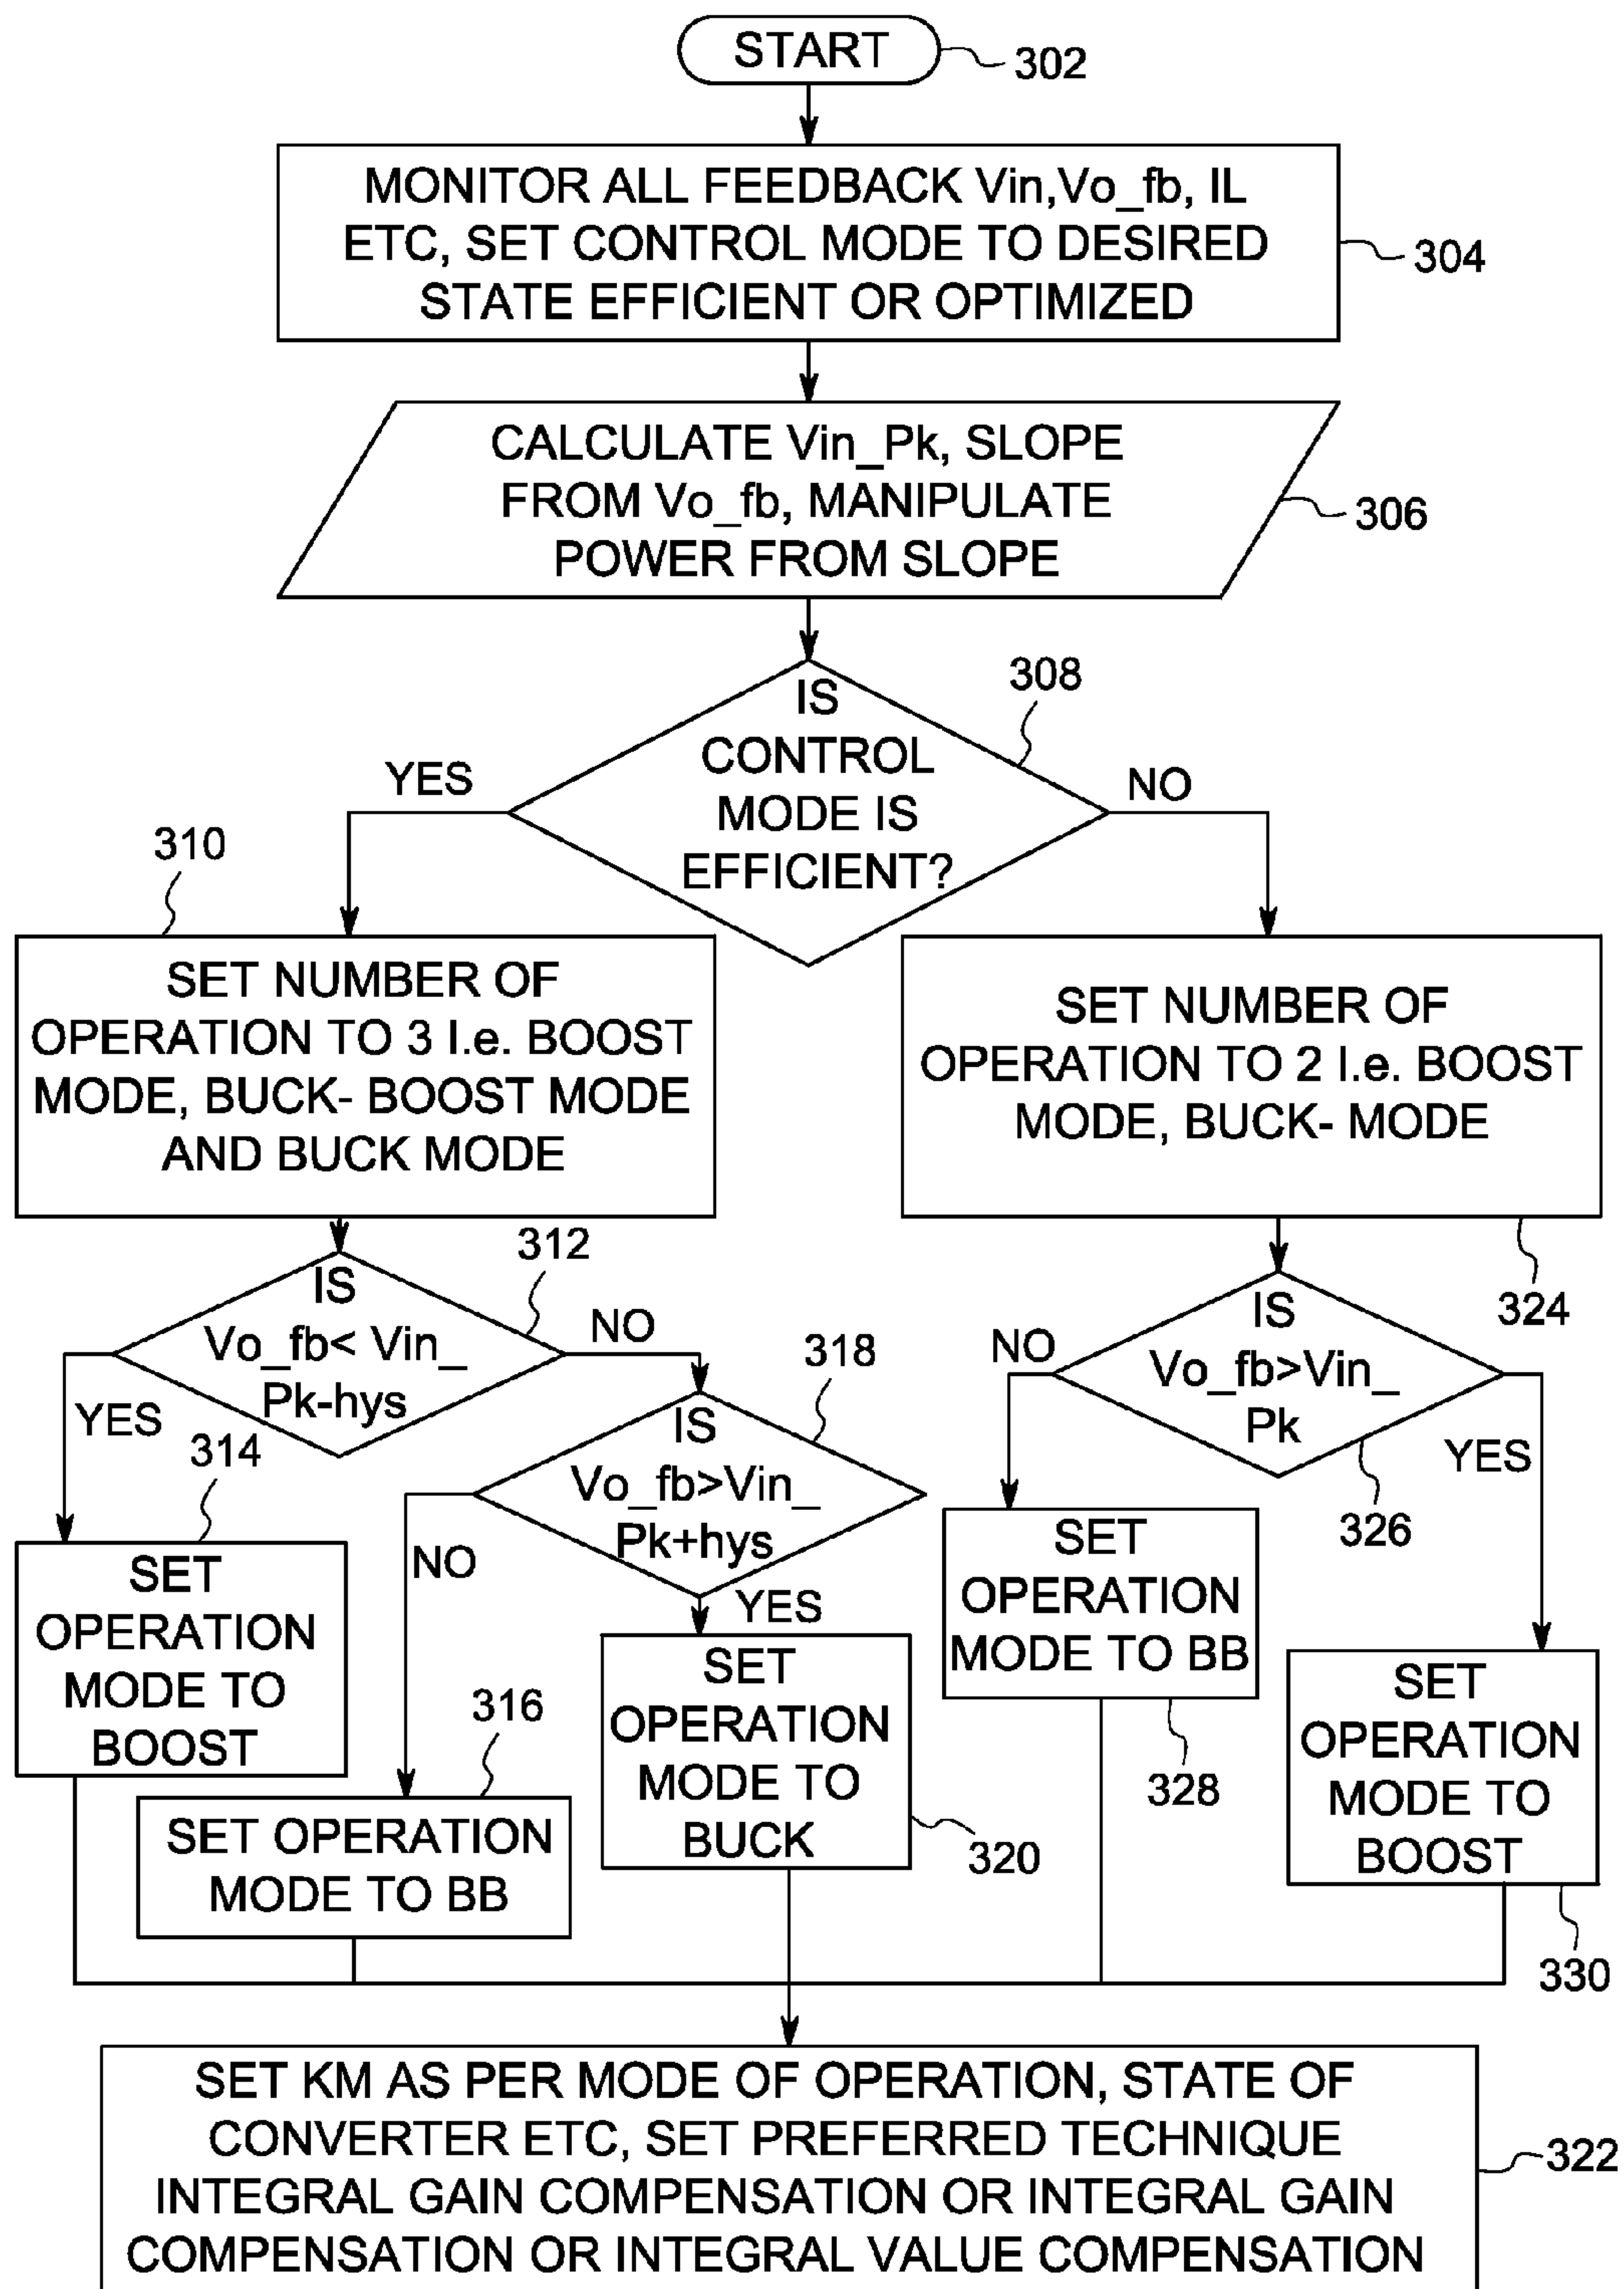 START
302
MONITOR ALL FEEDBACK Vin,Vo_fb, IL
ETC, SET CONTROL MODE TO DESIRED
STATE EFFICIENT OR OPTIMIZED
304
CALCULATE Vin_Pk, SLOPE
FROM Vo_fb, MANIPULATE
POWER FROM SLOPE
306
IS
CONTROL
MODE IS
EFFICIENT?
308
YES
NO
310
SET NUMBER OF
OPERATION TO 3 I.e. BOOST
MODE, BUCK- BOOST MODE
AND BUCK MODE
SET NUMBER OF
OPERATION TO 2 I.e. BOOST
MODE, BUCK- MODE
324
IS
Vo_fb< Vin_
Pk-hys
312
YES
NO
IS
Vo_fb>Vin_
Pk+hys
318
NO
YES
IS
Vo_fb>Vin_
Pk
326
NO
YES
314
SET
OPERATION
MODE TO
BOOST
316
SET OPERATION
MODE TO BB
SET
OPERATION
MODE TO
BUCK
320
SET
OPERATION
MODE TO BB
328
SET
OPERATION
MODE TO
BOOST
330
SET KM AS PER MODE OF OPERATION, STATE OF
CONVERTER ETC, SET PREFERRED TECHNIQUE
INTEGRAL GAIN COMPENSATION OR INTEGRAL GAIN
COMPENSATION OR INTEGRAL VALUE COMPENSATION
322